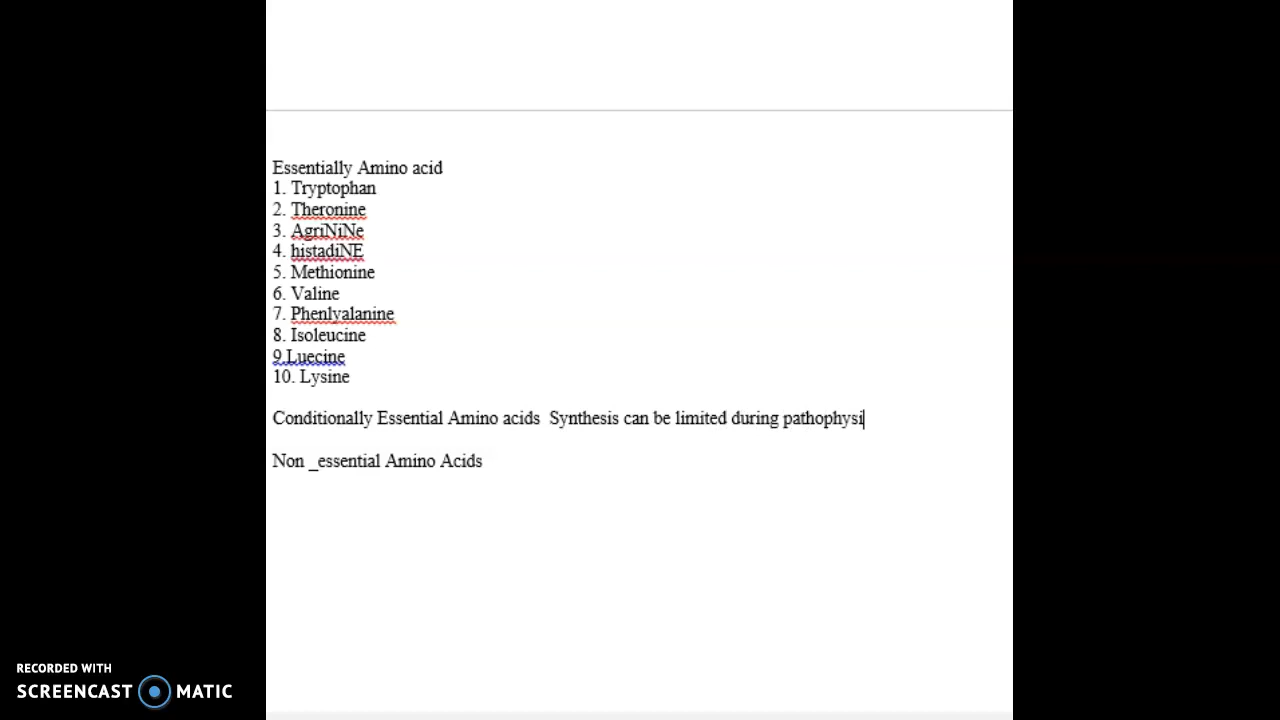 Essentially Amino acid
1. Tryptophan
2. Theronine
3. AgriNiNe
4. histadiNE
5. Methionine
6. Valine
7. Phenlyalanine
8. Isoleucine
9.Luecine
10. Lysine
Conditionally Essential Amino acids  Synthesis can be limited during pathophysi
Non _essential Amino Acids
RECORDED WITH
SCREENCAST MATIC